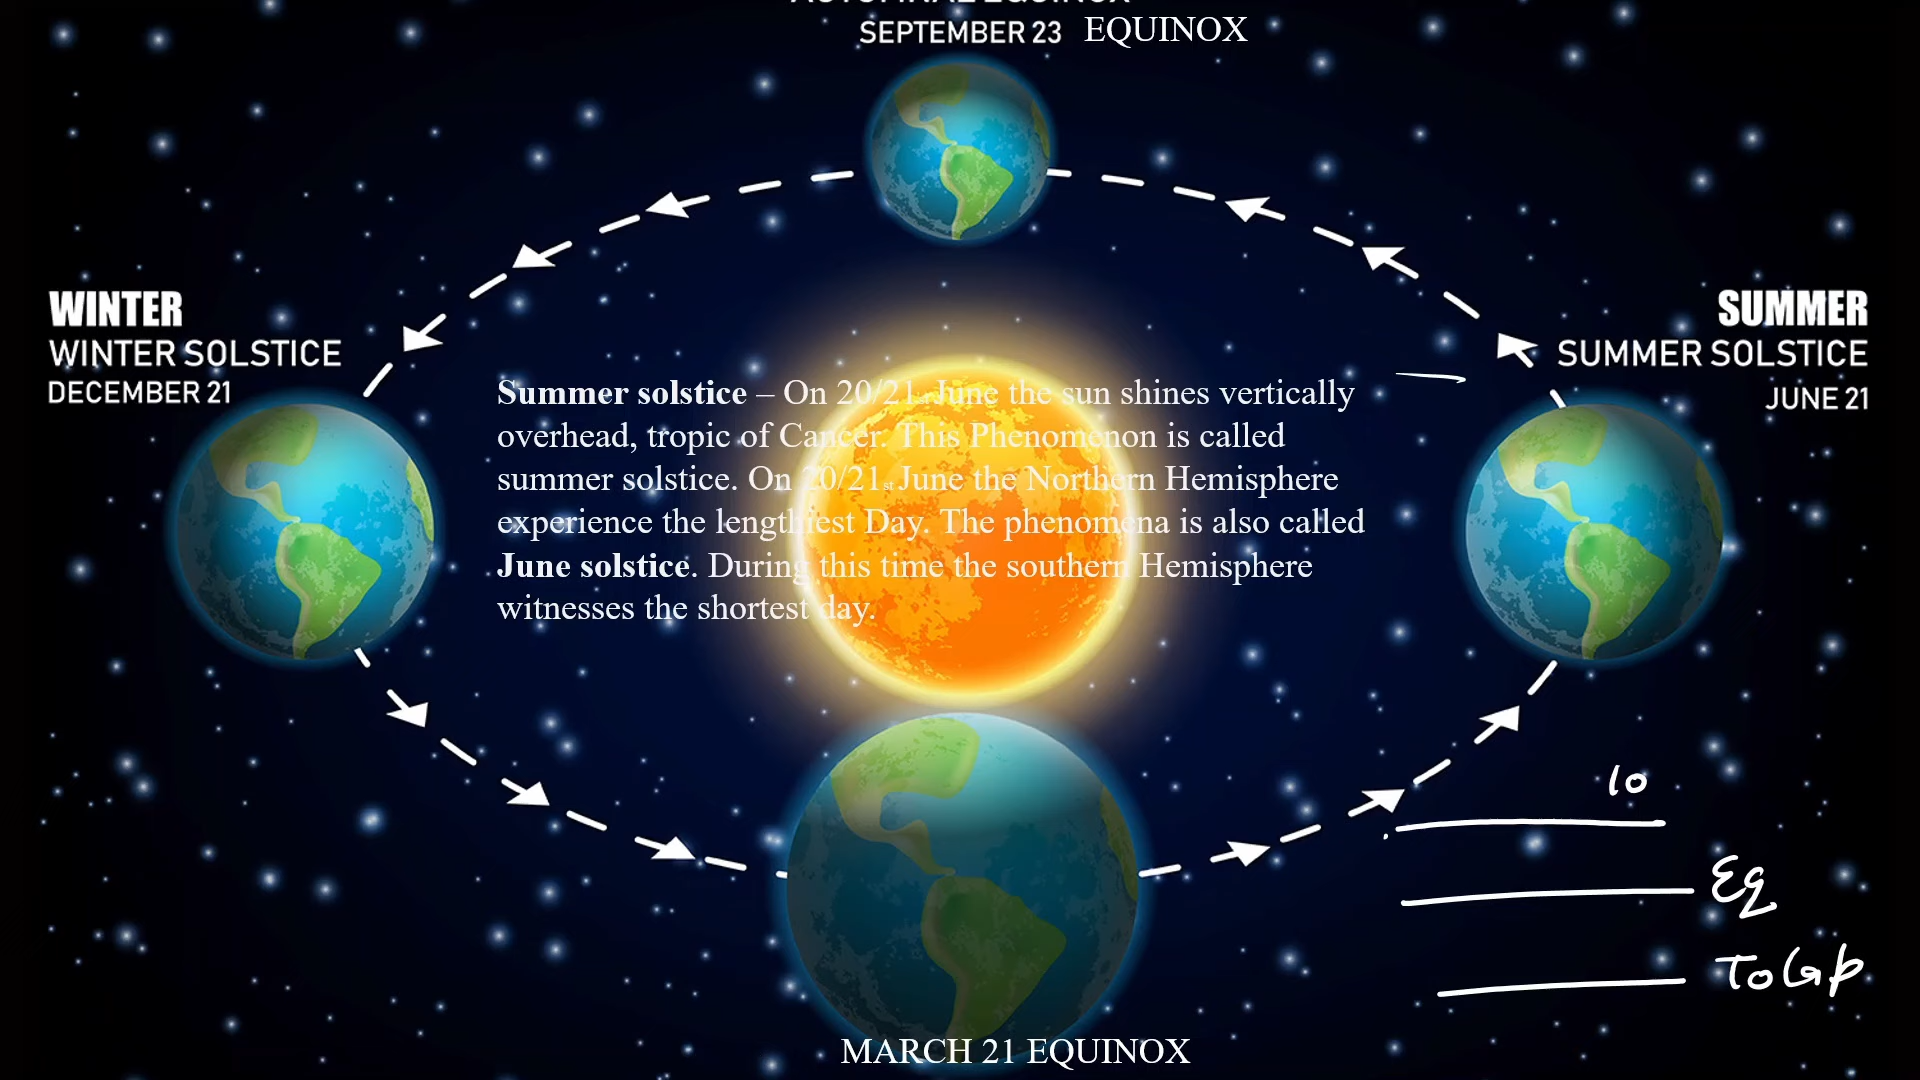 SEPTEMBER 23 EQUINOX
WINTER
WINTER SOLSTICE
DECEMBER 21
SUMMER
SUMMER SOLSTICE
JUNE 21
Summer solstice – On 20/21st June the sun shines vertically
overhead, tropic of Cancer. This Phenomenon is called
summer solstice. On 20/21st June the Northern Hemisphere
experience the lengthiest Day. The phenomena is also called
June solstice. During this time the southern Hemisphere
witnesses the shortest day.
10
Eq
MARCH 21 EQUINOX